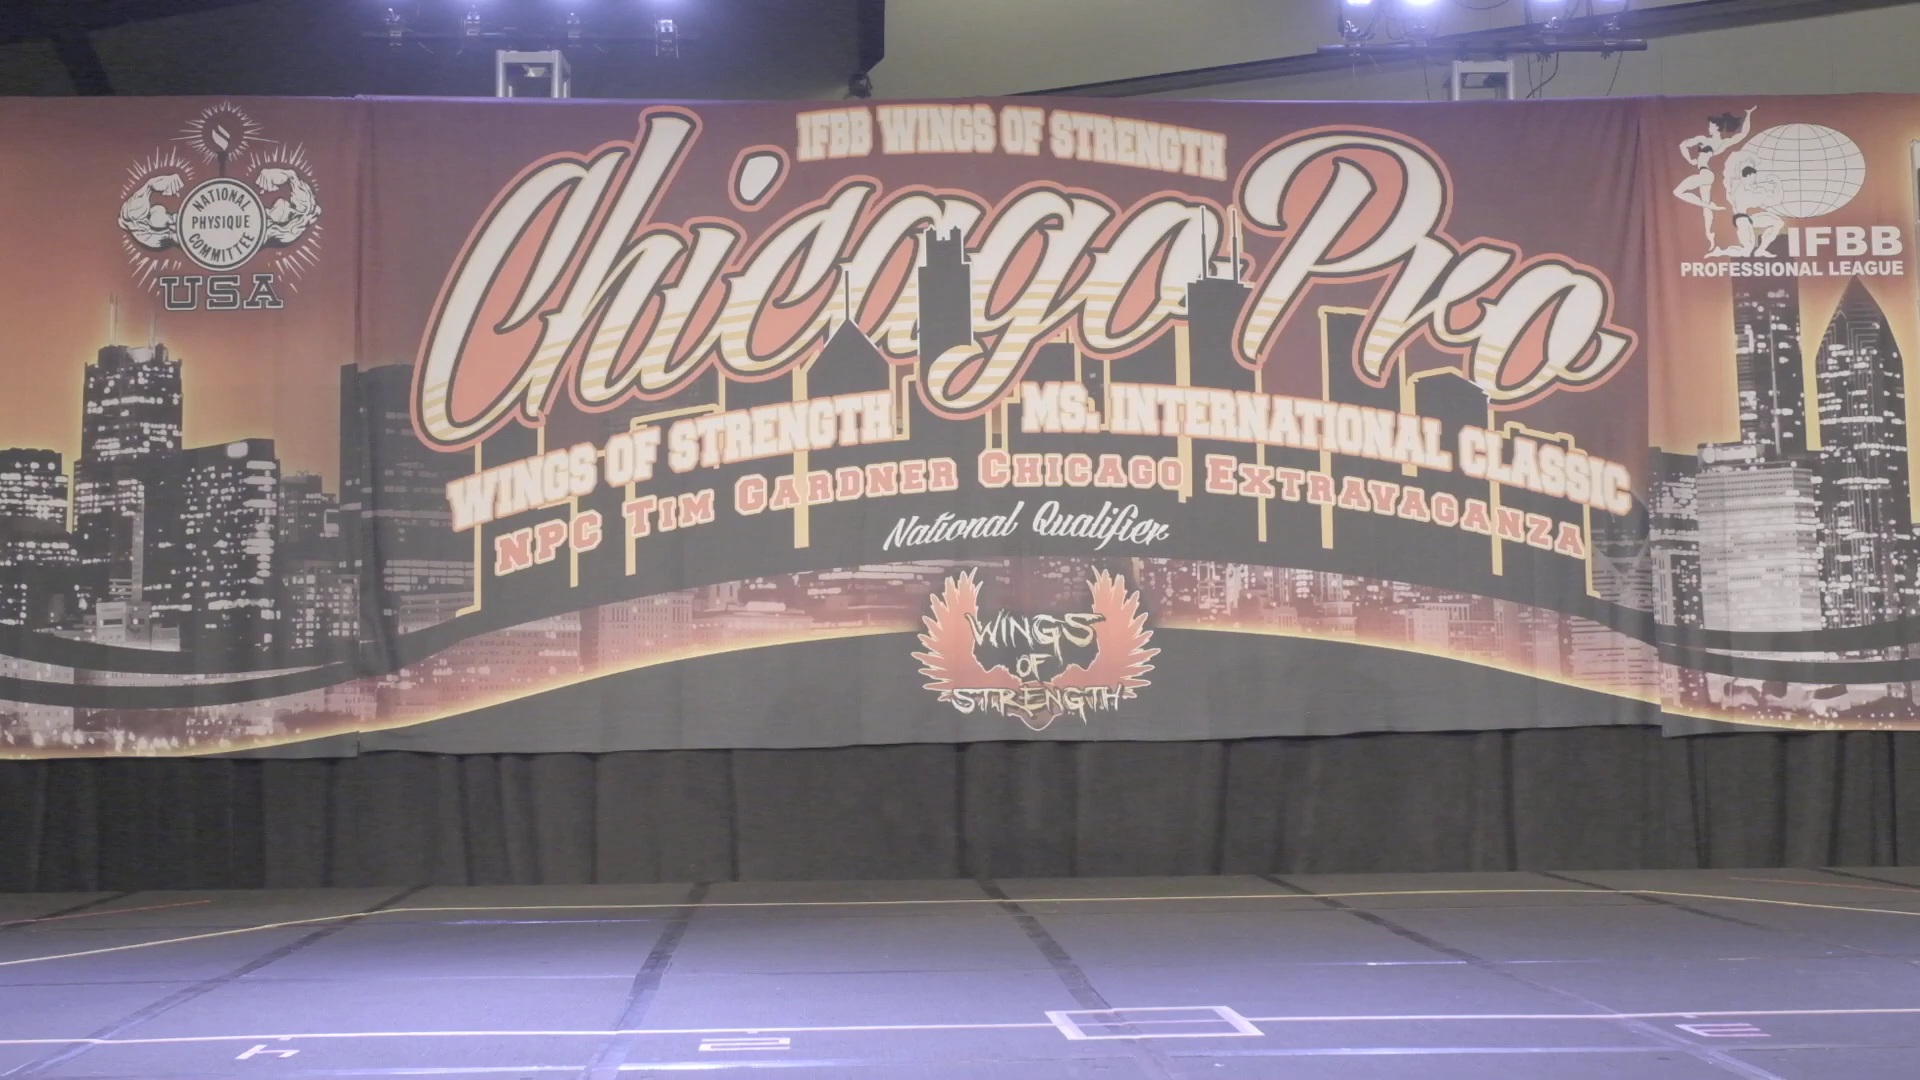 IFBB WINGS OF STRENGTH
Chicago Pro
WINGS OF STRENGTH
MS. INTERNATIONAL CLASSIC
NPC TIM GARDNER CHICAGO EXTRAVAGANZA
National Qualifier
WINGS
OF
STRENGTH
NATIONAL
PHYSIQUE
COMMITTEE
USA
IFBB
PROFESSIONAL LEAGUE